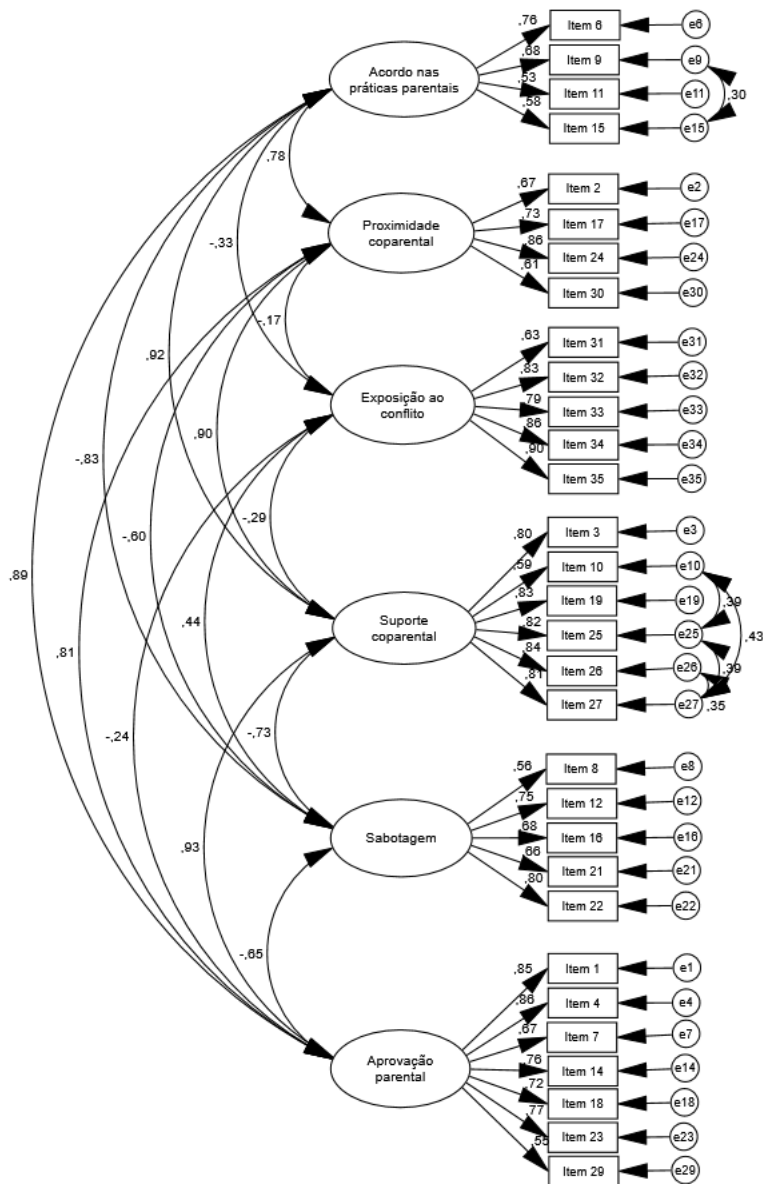 ,76
Item 6
e6
,68
Item 9
e9
Acordo nas
práticas parentais
,53
Item 11
e11
,30
,58
Item 15
e15
,78
,67
Item 2
e2
,73
Item 17
e17
Proximidade
coparental
,86
Item 24
e24
-,33
,61
Item 30
e30
-,17
,63
Item 31
e31
,92
,83
Item 32
e32
Exposição ao
conflito
,79
Item 33
e33
,86
Item 34
e34
,90
,90
Item 35
e35
-,83
-,29
,80
Item 3
e3
-,60
,59
Item 10
e10
,89
,83
Item 19
e19
,39
,44
Suporte
coparental
,82
Item 25
e25
,43
,81
,84
Item 26
e26
,39
,81
Item 27
e27
,35
-,24
-,73
,56
Item 8
e8
,75
Item 12
e12
,93
Sabotagem
,68
Item 16
e16
,66
Item 21
e21
,80
Item 22
e22
-,65
,85
Item 1
e1
,86
Item 4
e4
,67
Item 7
e7
Aprovação
parental
,76
Item 14
e14
,72
Item 18
e18
,77
Item 23
e23
,55
Item 29
e29